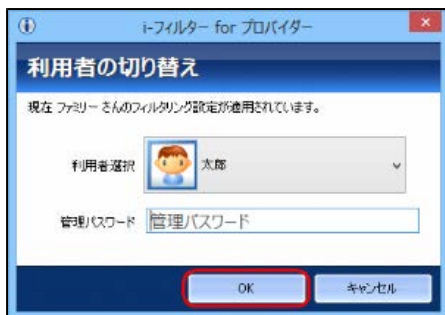 i-フィルター for プロバイダー
利用者の切り替え
現在 ファミリー さんのフィルタリング設定が適用されています。
利用者選択 太郎
管理パスワード 管理パスワード
OK キャンセル